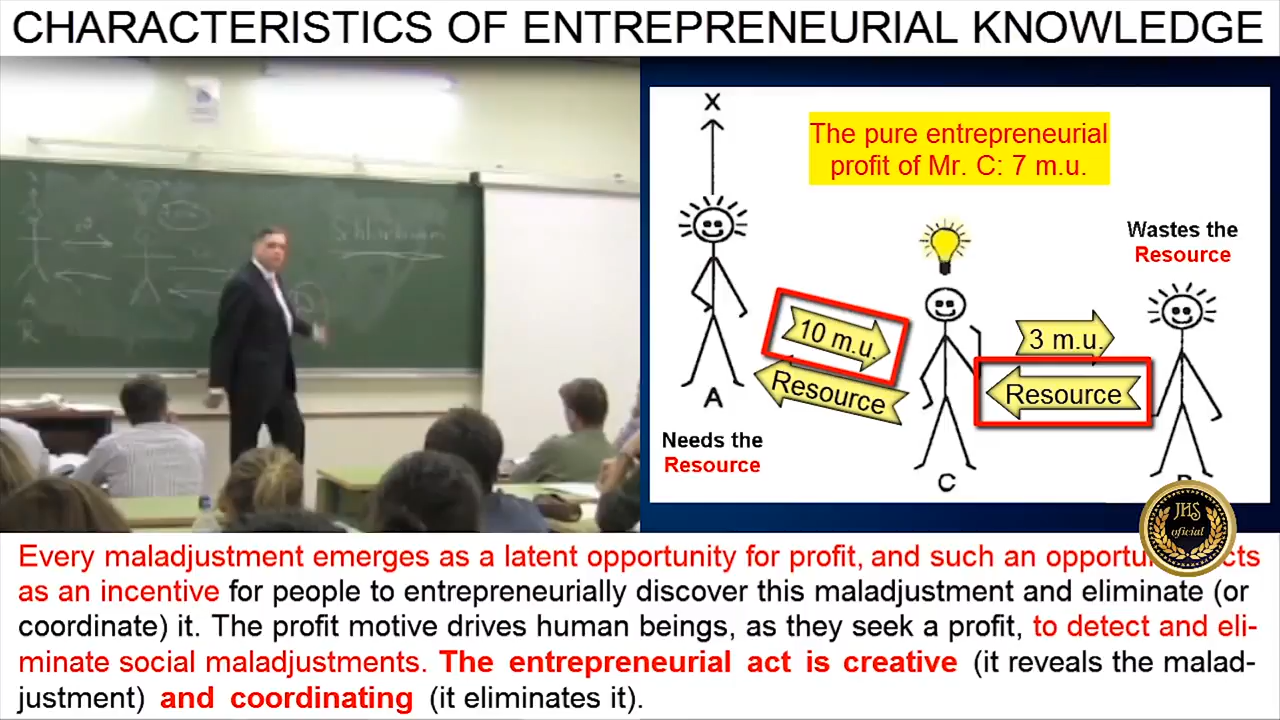 CHARACTERISTICS OF ENTREPRENEURIAL KNOWLEDGE
X
The pure entrepreneurial
profit of Mr. C: 7 m.u.
Wastes the
Resource
10 m.u.
3 m.u.
Resource
Resource
A
Needs the
Resource
C
JHS
oficial
Every maladjustment emerges as a latent opportunity for profit, and such an
as an incentive for people to entrepreneurially discover this maladjustment and eliminate (or
coordinate) it. The profit motive drives human beings, as they seek a profit, to detect and eli-
minate social maladjustments. The entrepreneurial act is creative (it reveals the malad-
justment) and coordinating (it eliminates it).